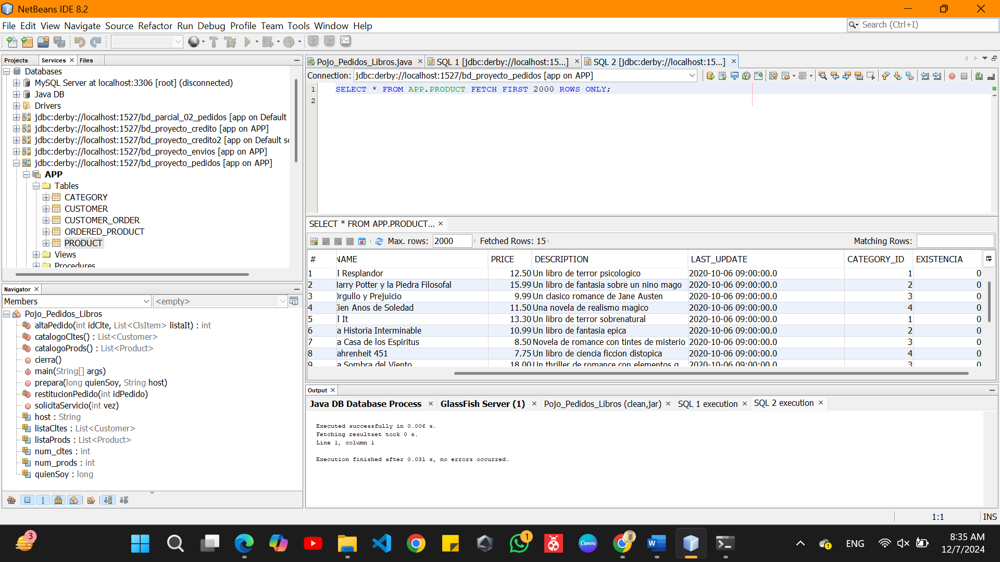 NetBeans IDE 8.2
File Edit View Navigate Source Refactor Run Debug Profile Team Tools Window Help
Search (Ctrl+I)
Projects Services Files
Databases
MySQL Server at localhost:3306 [root] (disconnected)
Java DB
Drivers
jdbc:derby://localhost:1527/bd_parcial_02_pedidos [app on Default
jdbc:derby://localhost:1527/bd_proyecto_credito [app on APP]
jdbc:derby://localhost:1527/bd_proyecto_credito2 [app on Default s
jdbc:derby://localhost:1527/bd_proyecto_envios [app on APP]
jdbc:derby://localhost:1527/bd_proyecto_pedidos [app on APP]
APP
Tables
CATEGORY
CUSTOMER
CUSTOMER_ORDER
ORDERED_PRODUCT
PRODUCT
Views
Procedures
Navigator
Members <empty>
Pojo_Pedidos_Libros
altaPedido(int idClte, List<ClsItem> listaIt) : int
catalogoCltes() : List<Customer>
catalogoProds() : List<Product>
cierra()
main(String[] args)
prepara(long quienSoy, String host)
restitucionPedido(int idPedido)
solicitaServicio(int vez)
host : String
listaCltes : List<Customer>
listaProds : List<Product>
num_cltes : int
num_prods : int
quienSoy : long
Pojo_Pedidos_Libros.java SQL 1 [jdbc:derby://localhost:15...] SQL 2 [jdbc:derby://localhost:15...]
Connection: jdbc:derby://localhost:1527/bd_proyecto_pedidos [app on APP]
1 SELECT * FROM APP.PRODUCT FETCH FIRST 2000 ROWS ONLY;
2
SELECT * FROM APP.PRODUCT...
Max. rows: 2000 Fetched Rows: 15 Matching Rows:
# NAME PRICE DESCRIPTION LAST_UPDATE CATEGORY_ID EXISTENCIA
1 El Resplandor 12.50 Un libro de terror psicologico 2020-10-06 09:00:00.0 1 0
2 Harry Potter y la Piedra Filosofal 15.99 Un libro de fantasia sobre un nino mago 2020-10-06 09:00:00.0 2 0
3 Orgullo y Prejuicio 9.99 Un clasico romance de Jane Austen 2020-10-06 09:00:00.0 3 0
4 Cien Anos de Soledad 11.50 Una novela de realismo magico 2020-10-06 09:00:00.0 4 0
5 El It 13.30 Un libro de terror sobrenatural 2020-10-06 09:00:00.0 1 0
6 a Historia Interminable 10.99 Un libro de fantasia epica 2020-10-06 09:00:00.0 2 0
7 a Casa de los Espiritus 8.50 Novela de romance con tintes de misterio 2020-10-06 09:00:00.0 3 0
8 ahrenheit 451 7.75 Un libro de ciencia ficcion distopica 2020-10-06 09:00:00.0 4 0
9 a Sombra del Viento 18.00 Un thriller de romance con elementos g 2020-10-06 09:00:00.0 3 0
Output
Java DB Database Process GlassFish Server (1) Pojo_Pedidos_Libros (clean,jar) SQL 1 execution SQL 2 execution
Executed successfully in 0.006 s.
Fetching resultset took 0 s.
Line 1, column 1
Execution finished after 0.031 s, no errors occurred.
1:1 INS
3
1
Canva
W
ENG
8:35 AM
12/7/2024